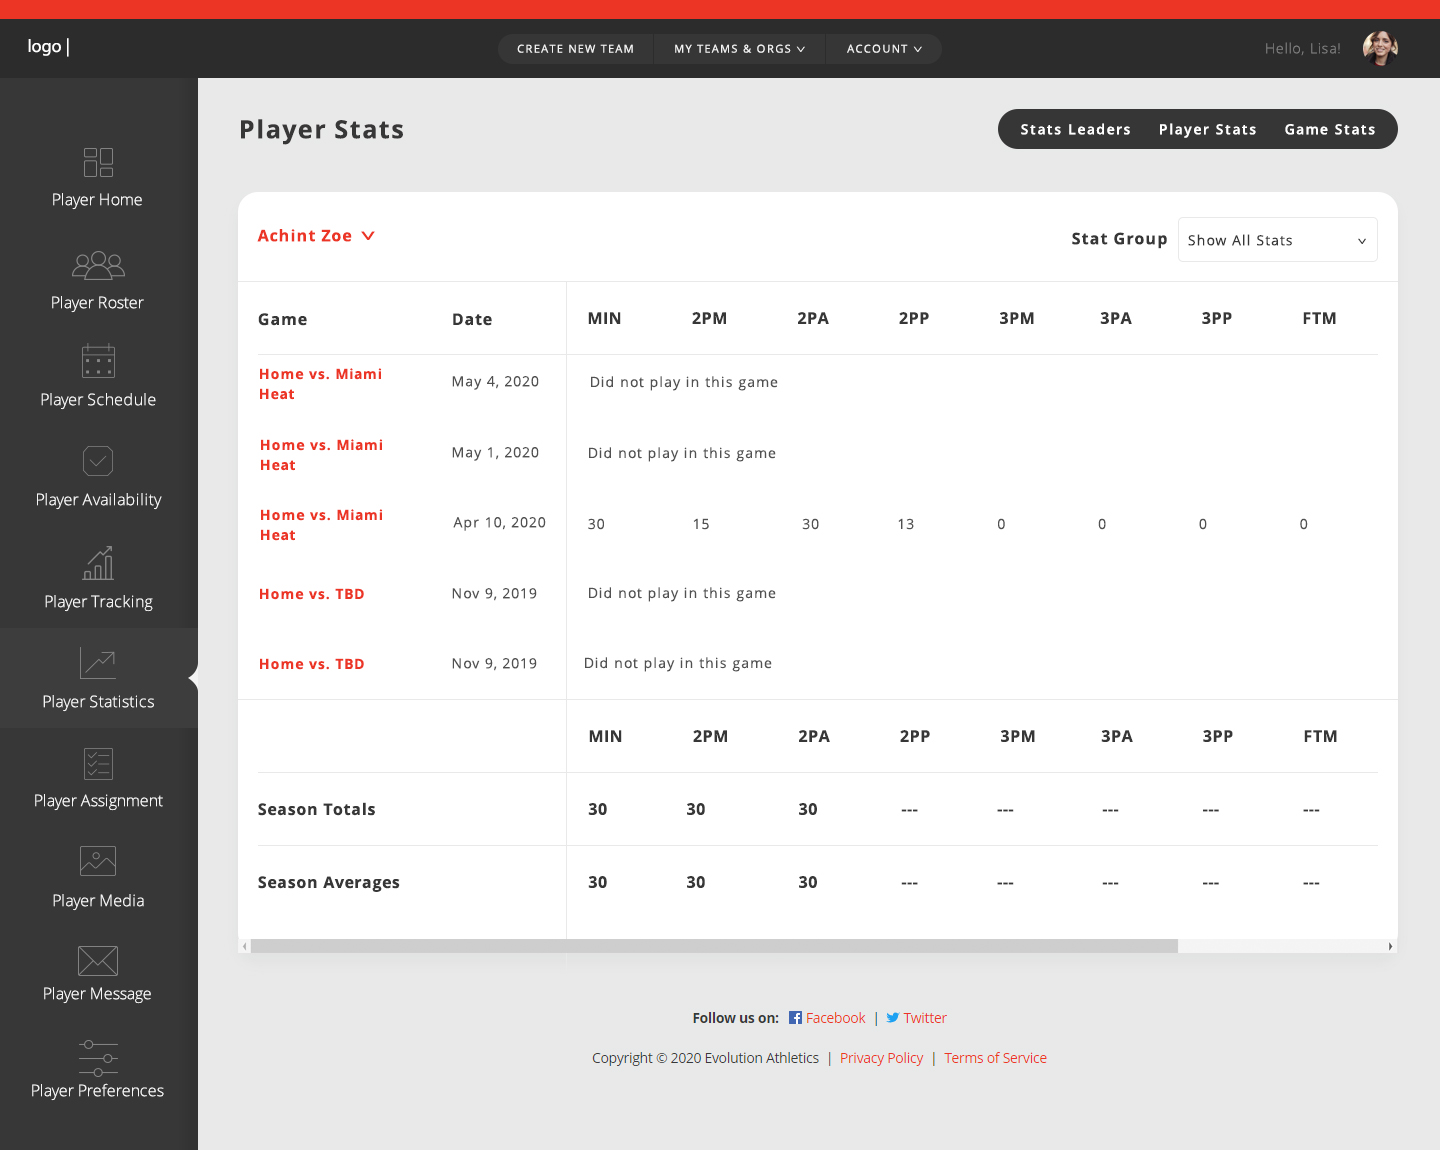 logo |
CREATE NEW TEAM MY TEAMS & ORGS ACCOUNT
Hello, Lisa!
Player Home
Player Roster
Player Schedule
Player Availability
Player Tracking
Player Statistics
Player Assignment
Player Media
Player Message
Player Preferences
Player Stats
Stats Leaders Player Stats Game Stats
Achint Zoe
Stat Group Show All Stats
Game Date MIN 2PM 2PA 2PP 3PM 3PA 3PP FTM
Home vs. Miami
Heat
May 4, 2020 Did not play in this game
Home vs. Miami
Heat
May 1, 2020 Did not play in this game
Home vs. Miami
Heat
Apr 10, 2020 30 15 30 13 0 0 0 0
Home vs. TBD Nov 9, 2019 Did not play in this game
Home vs. TBD Nov 9, 2019 Did not play in this game
MIN 2PM 2PA 2PP 3PM 3PA 3PP FTM
Season Totals 30 30 30 --- --- --- --- ---
Season Averages 30 30 30 --- --- --- --- ---
Follow us on: Facebook | Twitter
Copyright © 2020 Evolution Athletics | Privacy Policy | Terms of Service